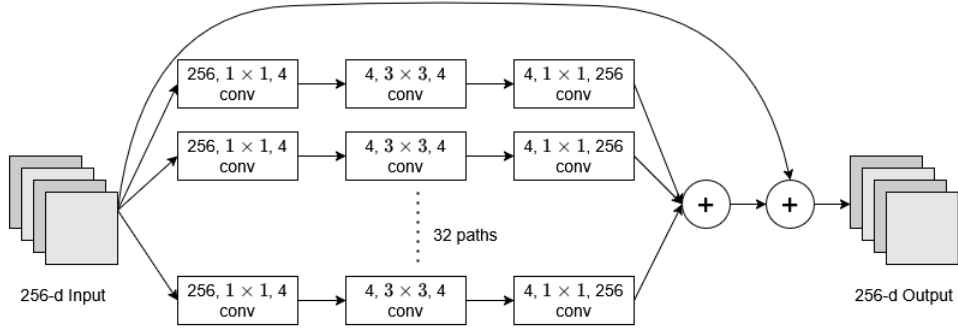 256, 1 × 1, 4
conv
4, 3 × 3, 4
conv
4, 1 × 1, 256
conv
256, 1 × 1, 4
conv
4, 3 × 3, 4
conv
4, 1 × 1, 256
conv
+
+
32 paths
256, 1 × 1, 4
conv
4, 3 × 3, 4
conv
4, 1 × 1, 256
conv
256-d Input
256-d Output